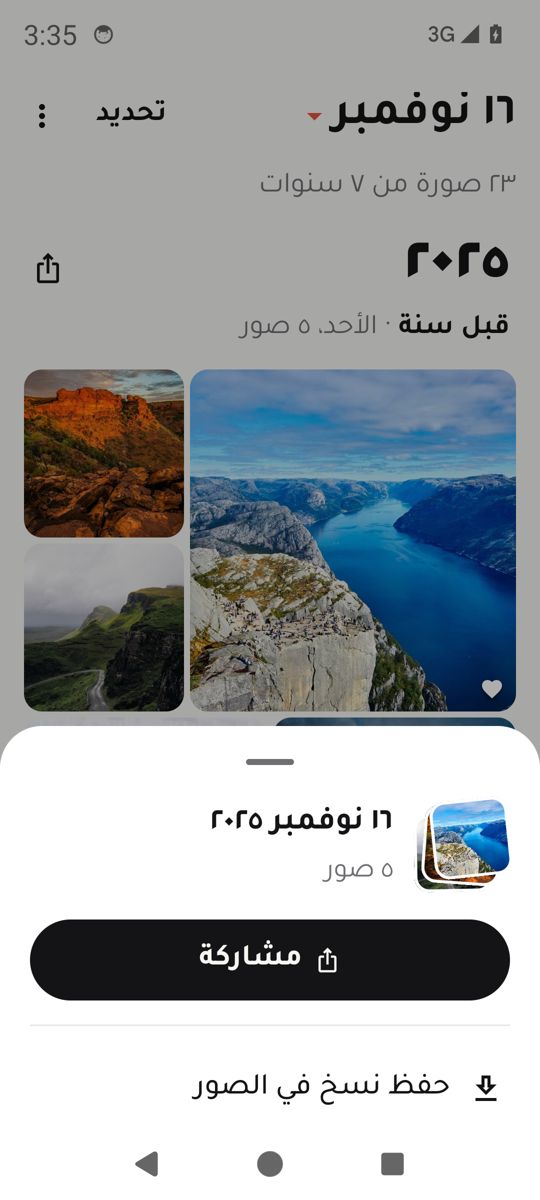 3:35
3G
١٦ نوفمبر
تحديد
٢٣ صورة من ٧ سنوات
٢٠٢٥
قبل سنة · الأحد، ٥ صور
١٦ نوفمبر ٢٠٢٥
٥ صور
مشاركة
حفظ نسخ في الصور